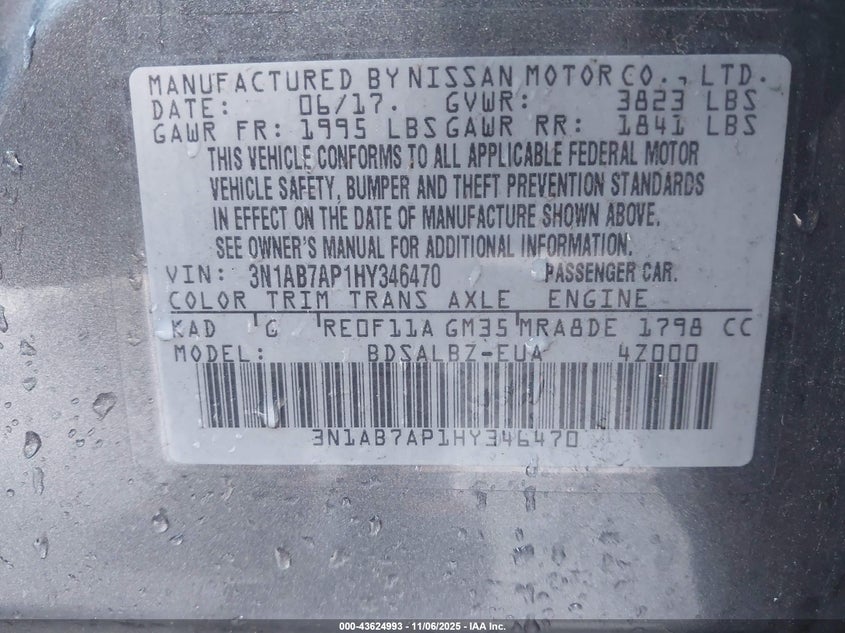 MANUFACTURED BY NISSAN MOTOR CO., LTD.
DATE: 06/17. GVWR: 3823 LBS
GAWR FR: 1995 LBS GAWR RR: 1841 LBS
THIS VEHICLE CONFORMS TO ALL APPLICABLE FEDERAL MOTOR
VEHICLE SAFETY, BUMPER AND THEFT PREVENTION STANDARDS
IN EFFECT ON THE DATE OF MANUFACTURE SHOWN ABOVE.
SEE OWNER'S MANUAL FOR ADDITIONAL INFORMATION.
VIN: 3N1AB7AP1HY346470 PASSENGER CAR.
COLOR TRIM TRANS AXLE ENGINE
KAD G RE0F11A GM35 MRA8DE 1798 CC
MODEL: BDSALBZ-EUA 4Z000
3N1AB7AP1HY346470
000-43624993 - 11/06/2025 - IAA Inc.